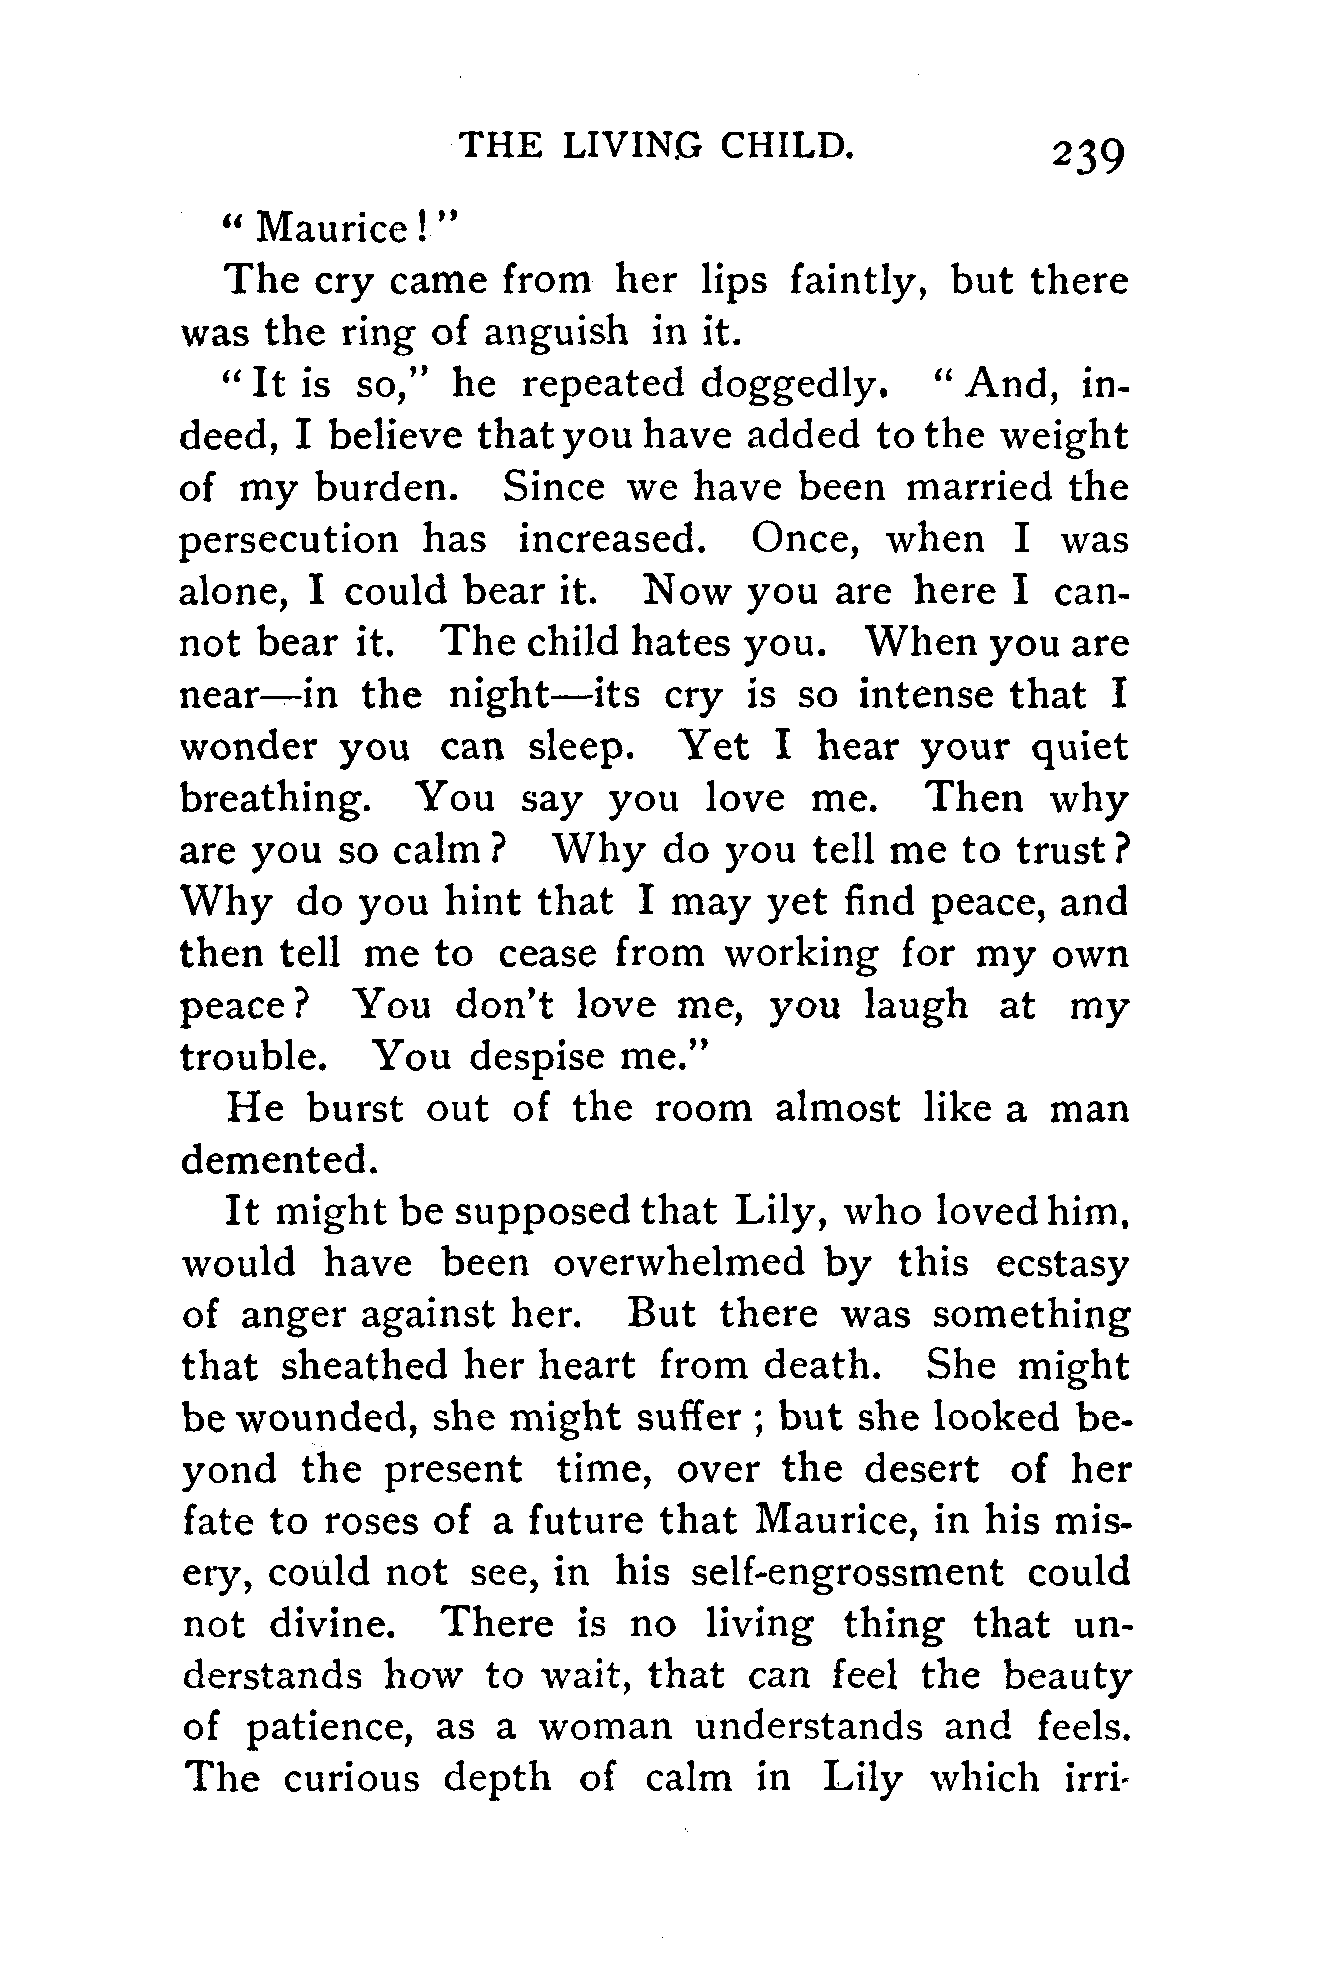 THE LIVING CHILD. 239
" Maurice ! "
The cry came from her lips faintly, but there
was the ring of anguish in it.
" It is so," he repeated doggedly. " And, in-
deed, I believe that you have added to the weight
of my burden. Since we have been married the
persecution has increased. Once, when I was
alone, I could bear it. Now you are here I can-
not bear it. The child hates you. When you are
near—in the night—its cry is so intense that I
wonder you can sleep. Yet I hear your quiet
breathing. You say you love me. Then why
are you so calm ? Why do you tell me to trust ?
Why do you hint that I may yet find peace, and
then tell me to cease from working for my own
peace ? You don't love me, you laugh at my
trouble. You despise me."
He burst out of the room almost like a man
demented.
It might be supposed that Lily, who loved him,
would have been overwhelmed by this ecstasy
of anger against her. But there was something
that sheathed her heart from death. She might
be wounded, she might suffer ; but she looked be-
yond the present time, over the desert of her
fate to roses of a future that Maurice, in his mis-
ery, could not see, in his self-engrossment could
not divine. There is no living thing that un-
derstands how to wait, that can feel the beauty
of patience, as a woman understands and feels.
The curious depth of calm in Lily which irri-